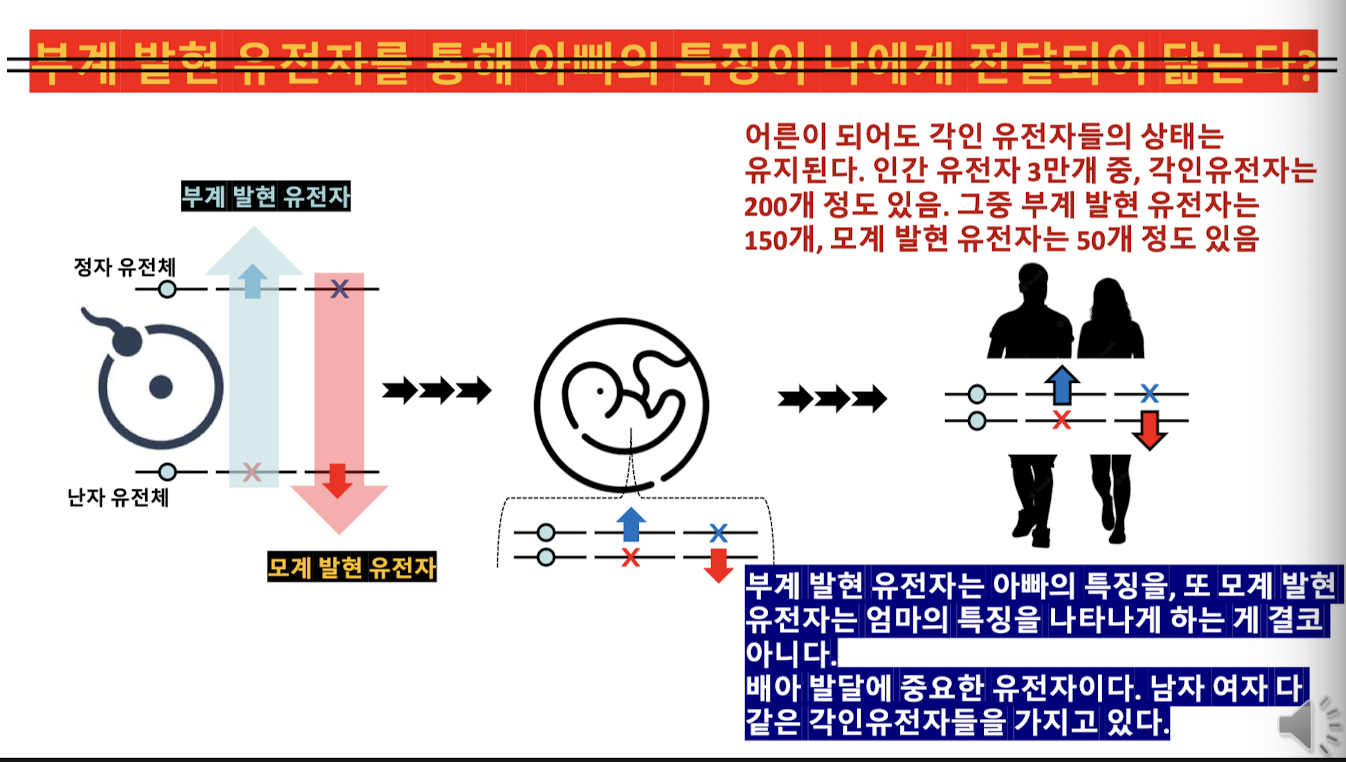 부계 발현 유전자를 통해 아빠의 특징이 나에게 전달되어 닮는다?
어른이 되어도 각인 유전자들의 상태는
유지된다. 인간 유전자 3만개 중, 각인유전자는
200개 정도 있음. 그중 부계 발현 유전자는
150개, 모계 발현 유전자는 50개 정도 있음
부계 발현 유전자
정자 유전체
X
X
난자 유전체
모계 발현 유전자
X
X
X
X
부계 발현 유전자는 아빠의 특징을, 또 모계 발현
유전자는 엄마의 특징을 나타나게 하는 게 결코
아니다.
배아 발달에 중요한 유전자이다. 남자 여자 다
같은 각인유전자들을 가지고 있다.